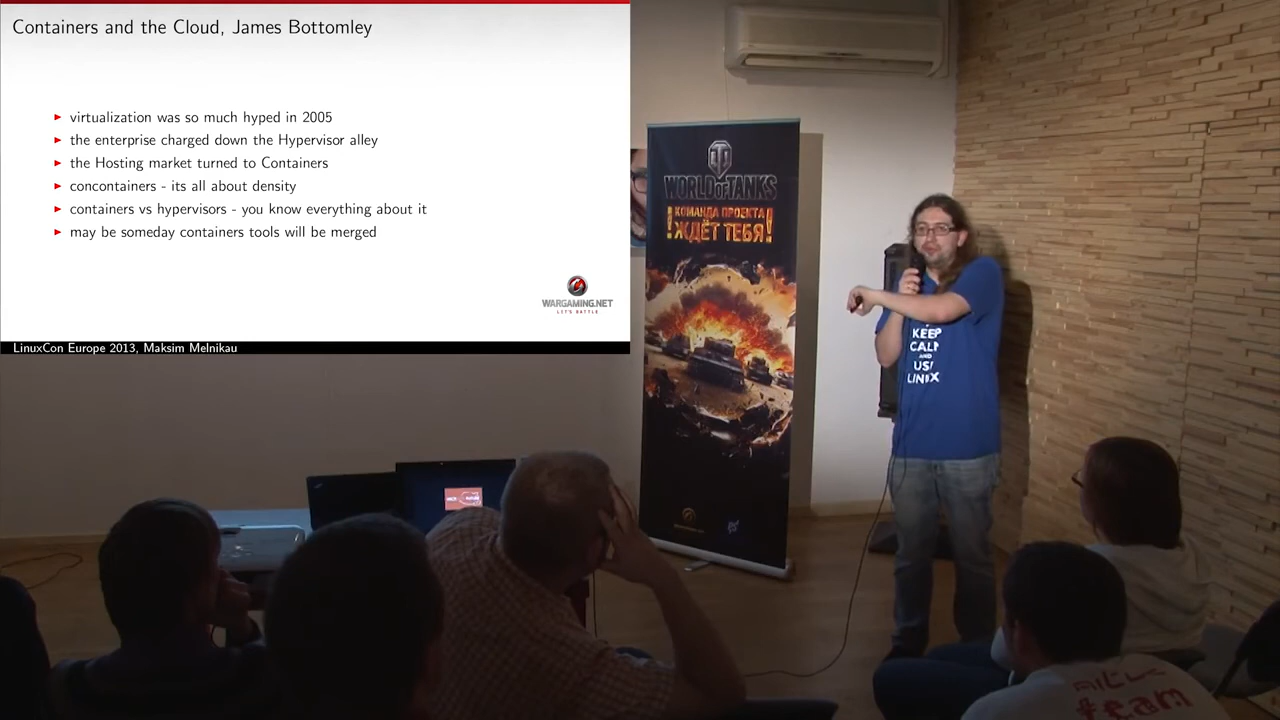 Containers and the Cloud, James Bottomley
▶ virtualization was so much hyped in 2005
▶ the enterprise charged down the Hypervisor alley
▶ the Hosting market turned to Containers
▶ concontainers - its all about density
▶ containers vs hypervisors - you know everything about it
▶ may be someday containers tools will be merged
WARGAMING.NET
LET'S BATTLE
LinuxCon Europe 2013, Maksim Melnikau
WORLD OF TANKS
КОМАНДА ПРОЕКТА
ЖДЁТ ТЕБЯ!
KEEP
CALM
AND
USE
LINUX
team